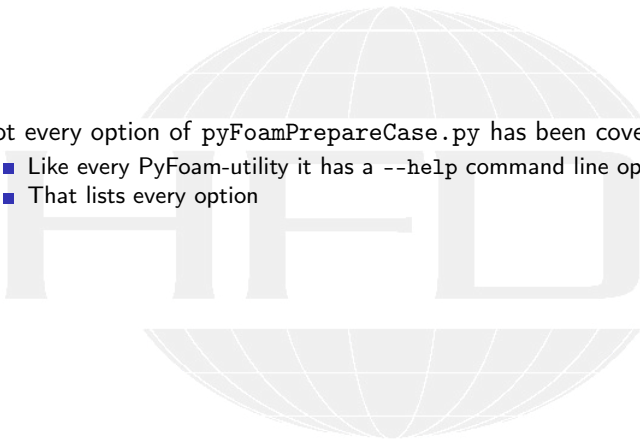 ot every option of pyFoamPrepareCase.py has been cove
Like every PyFoam-utility it has a --help command line op
That lists every option
HFD